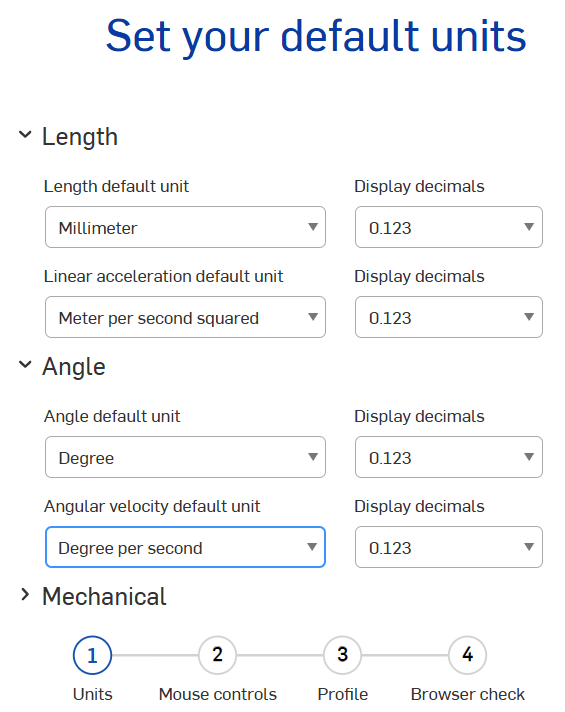 Set your default units
Length
Length default unit Display decimals
Millimeter 0.123
Linear acceleration default unit Display decimals
Meter per second squared 0.123
Angle
Angle default unit Display decimals
Degree 0.123
Angular velocity default unit Display decimals
Degree per second 0.123
Mechanical
1 2 3 4
Units Mouse controls Profile Browser check